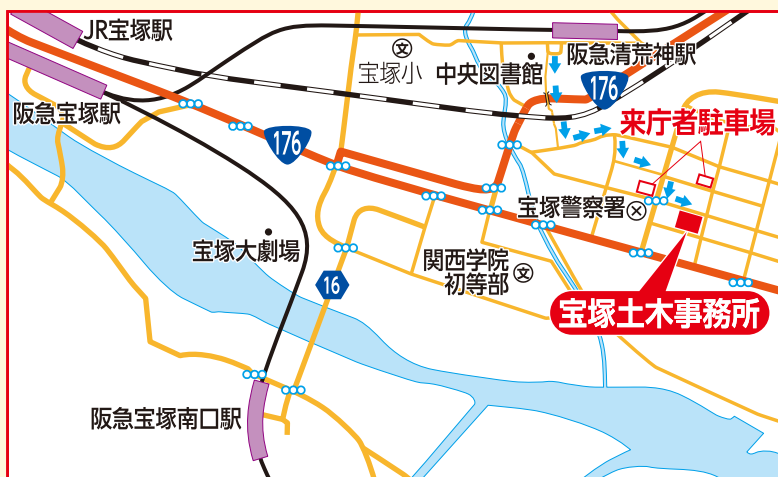 JR宝塚駅
阪急宝塚駅
宝塚小
文
中央図書館
阪急清荒神駅
176
176
来庁者駐車場
宝塚警察署
宝塚大劇場
16
関西学院
初等部
文
宝塚土木事務所
阪急宝塚南口駅